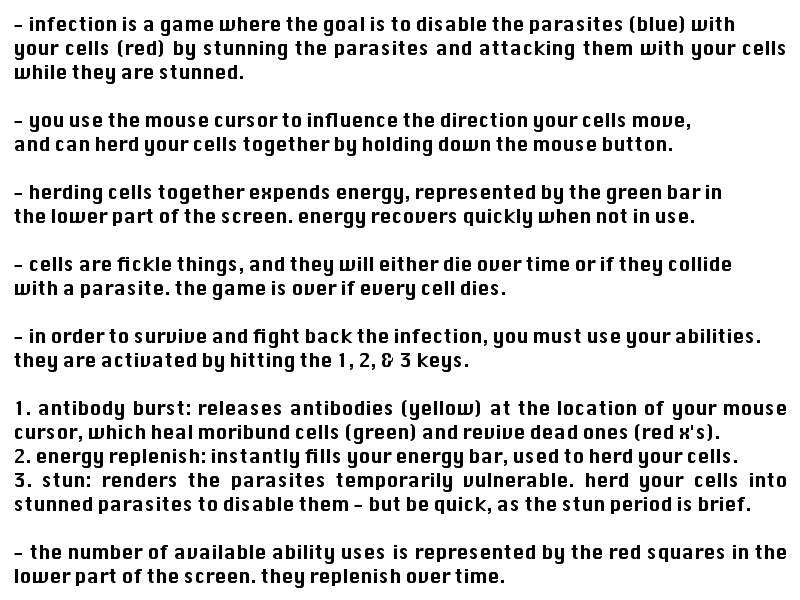 - infection is a game where the goal is to disable the parasites (blue) with
your cells (red) by stunning the parasites and attacking them with your cells
while they are stunned.
- you use the mouse cursor to influence the direction your cells move,
and can herd your cells together by holding down the mouse button.
- herding cells together expends energy, represented by the green bar in
the lower part of the screen. energy recovers quickly when not in use.
- cells are fickle things, and they will either die over time or if they collide
with a parasite. the game is over if every cell dies.
- in order to survive and fight back the infection, you must use your abilities.
they are activated by hitting the 1, 2, & 3 keys.
1. antibody burst: releases antibodies (yellow) at the location of your mouse
cursor, which heal moribund cells (green) and revive dead ones (red x's).
2. energy replenish: instantly fills your energy bar, used to herd your cells.
3. stun: renders the parasites temporarily vulnerable. herd your cells into
stunned parasites to disable them - but be quick, as the stun period is brief.
- the number of available ability uses is represented by the red squares in the
lower part of the screen. they replenish over time.